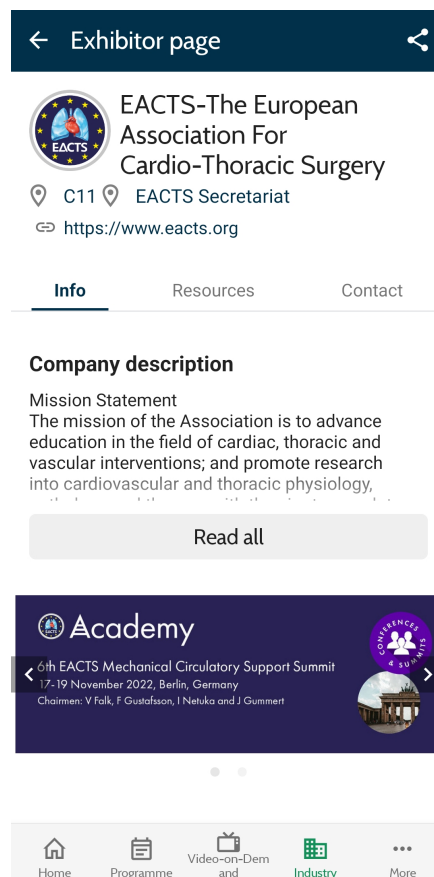 Exhibitor page
EACTS-The European
Association For
Cardio-Thoracic Surgery
EACTS
C11 EACTS Secretariat
https://www.eacts.org
Info Resources Contact
Company description
Mission Statement
The mission of the Association is to advance
education in the field of cardiac, thoracic and
vascular interventions; and promote research
into cardiovascular and thoracic physiology,
Read all
Academy
CONFERENCES
& SUMMITS
6th EACTS Mechanical Circulatory Support Summit
17-19 November 2022, Berlin, Germany
Chairmen: V Falk, F Gustafsson, I Netuka and J Gummert
Home Programme Video-on-Dem
and Industry More